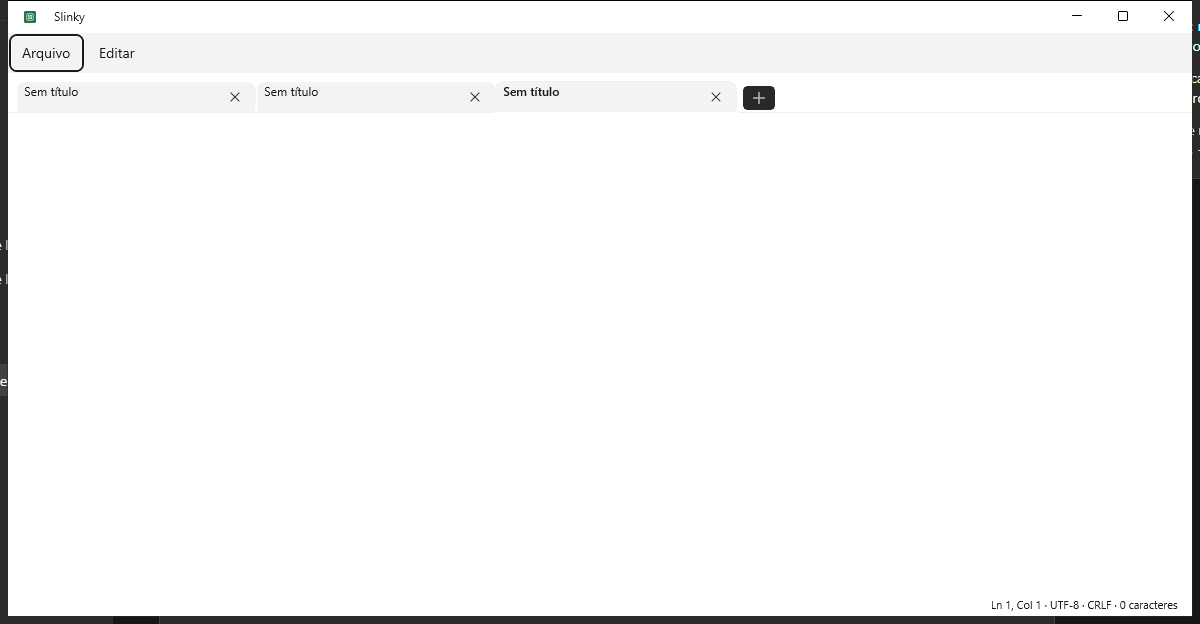 Slinky
Arquivo Editar
Sem título Sem título Sem título
Ln 1, Col 1 · UTF-8 · CRLF · 0 caracteres